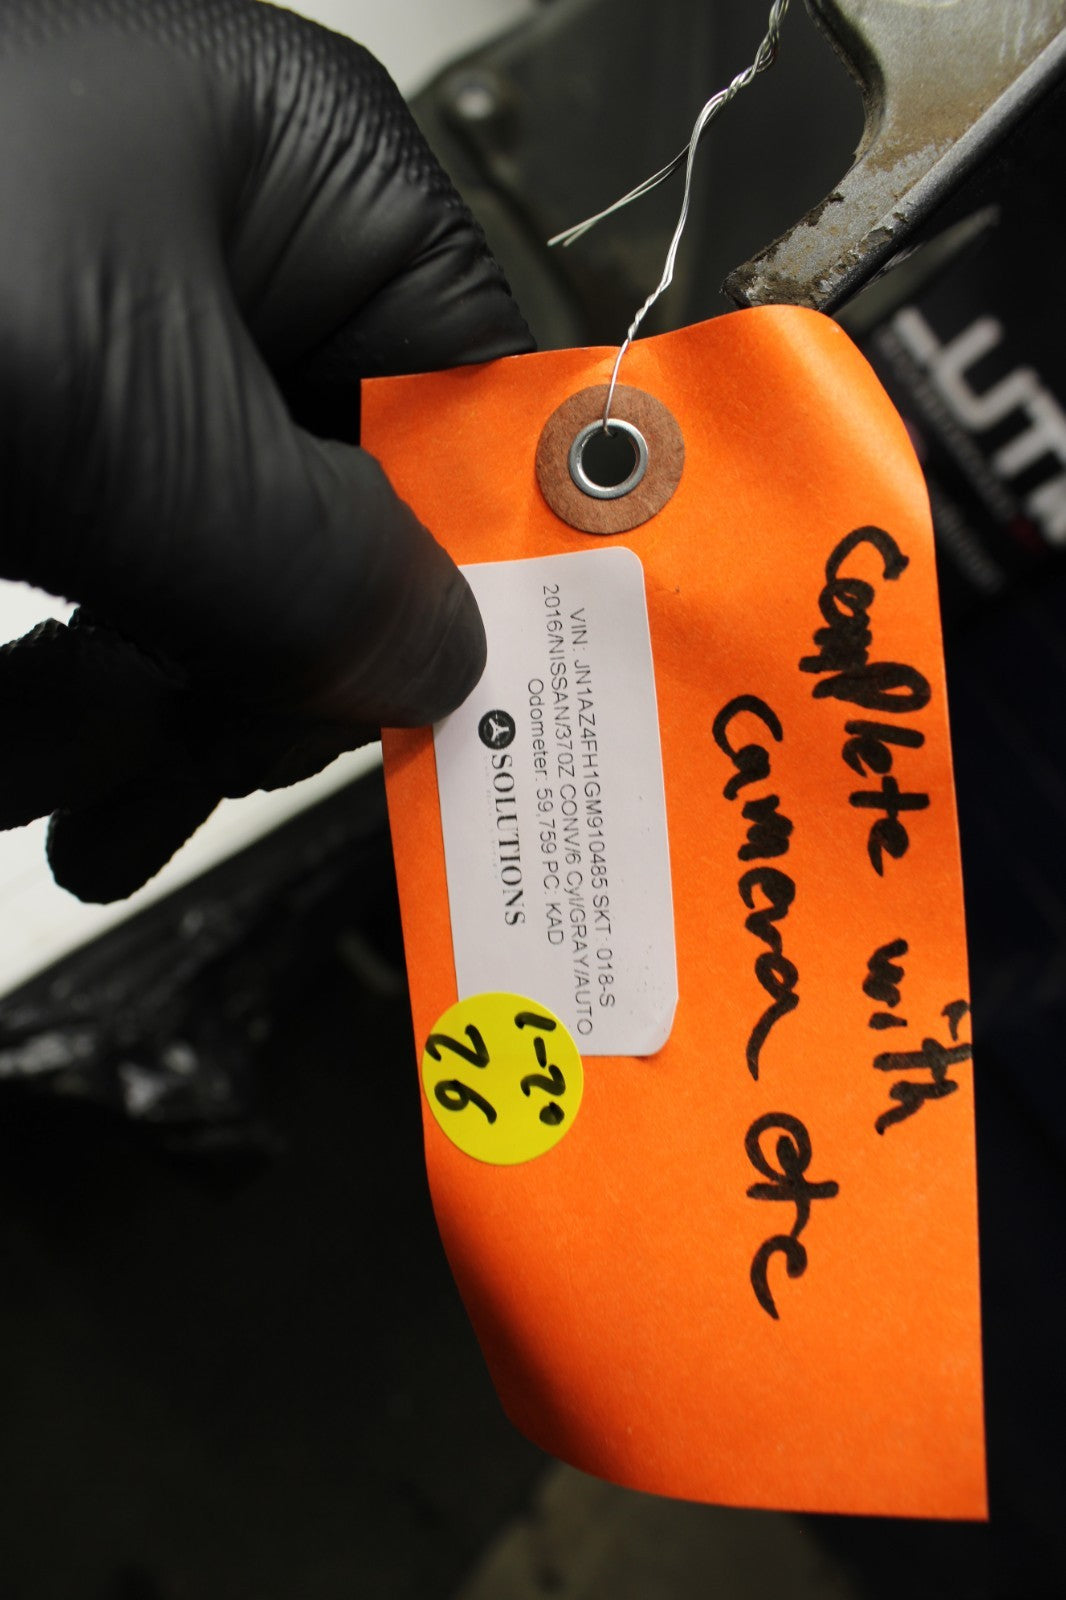 Complete with
Camera etc
VIN: JN1AZ4FH1GM910485 SKT: 018-S
2016/NISSAN/370Z CONV/6 Cyl/GRAY/AUTO
Odometer: 59,759 PC: KAD
SOLUTIONS
1-20
26